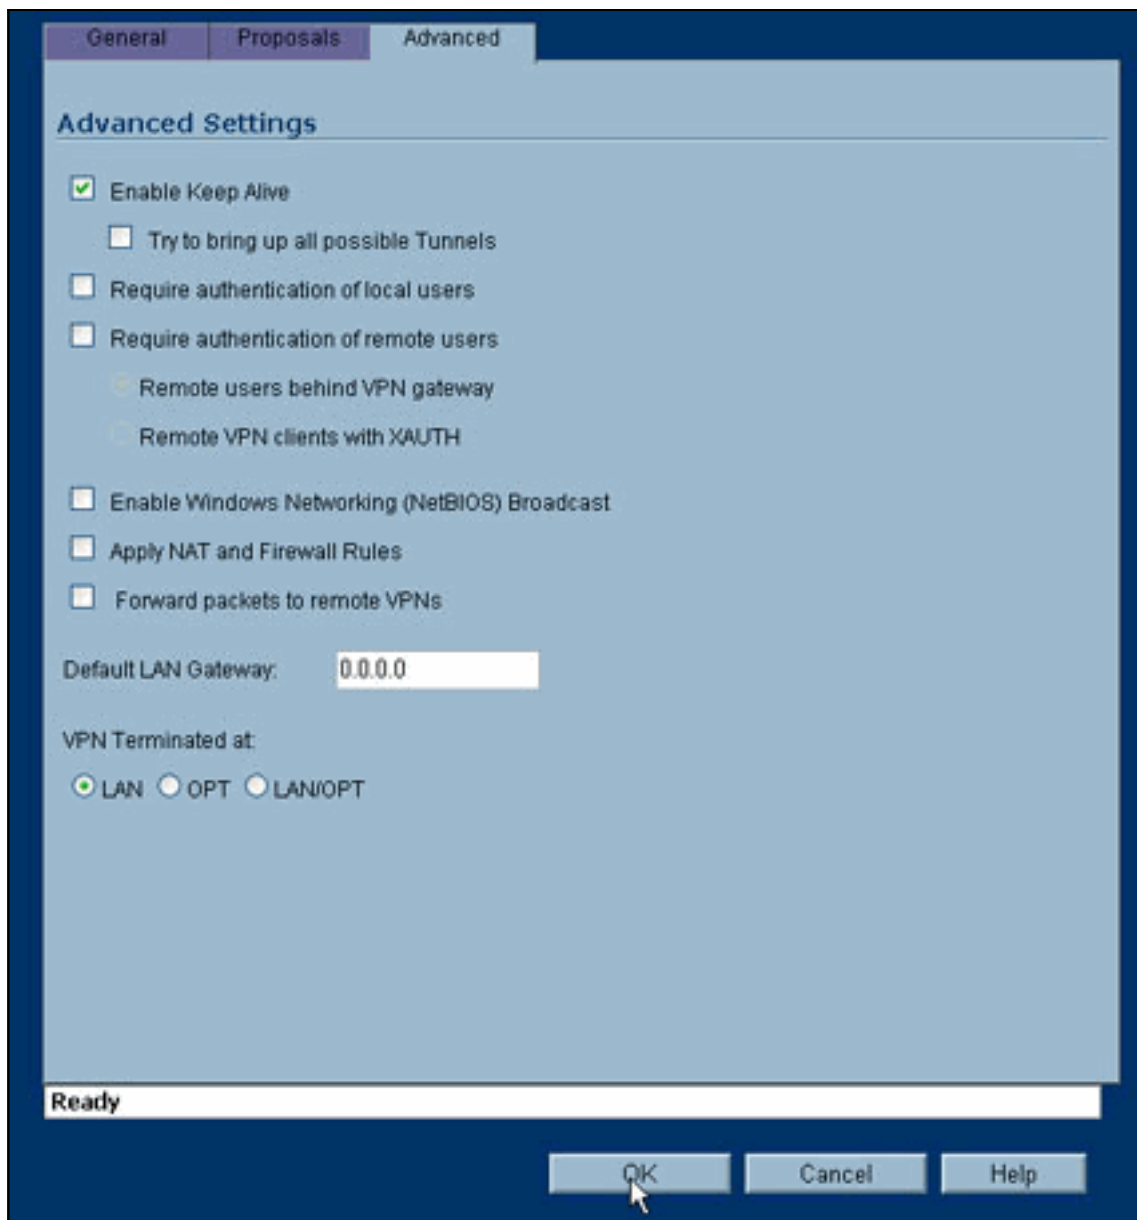 General Proposals Advanced
Advanced Settings
Enable Keep Alive
Try to bring up all possible Tunnels
Require authentication of local users
Require authentication of remote users
Remote users behind VPN gateway
Remote VPN clients with XAUTH
Enable Windows Networking (NetBIOS) Broadcast
Apply NAT and Firewall Rules
Forward packets to remote VPNs
Default LAN Gateway: 0.0.0.0
VPN Terminated at:
LAN OPT LAN/OPT
Ready
OK Cancel Help